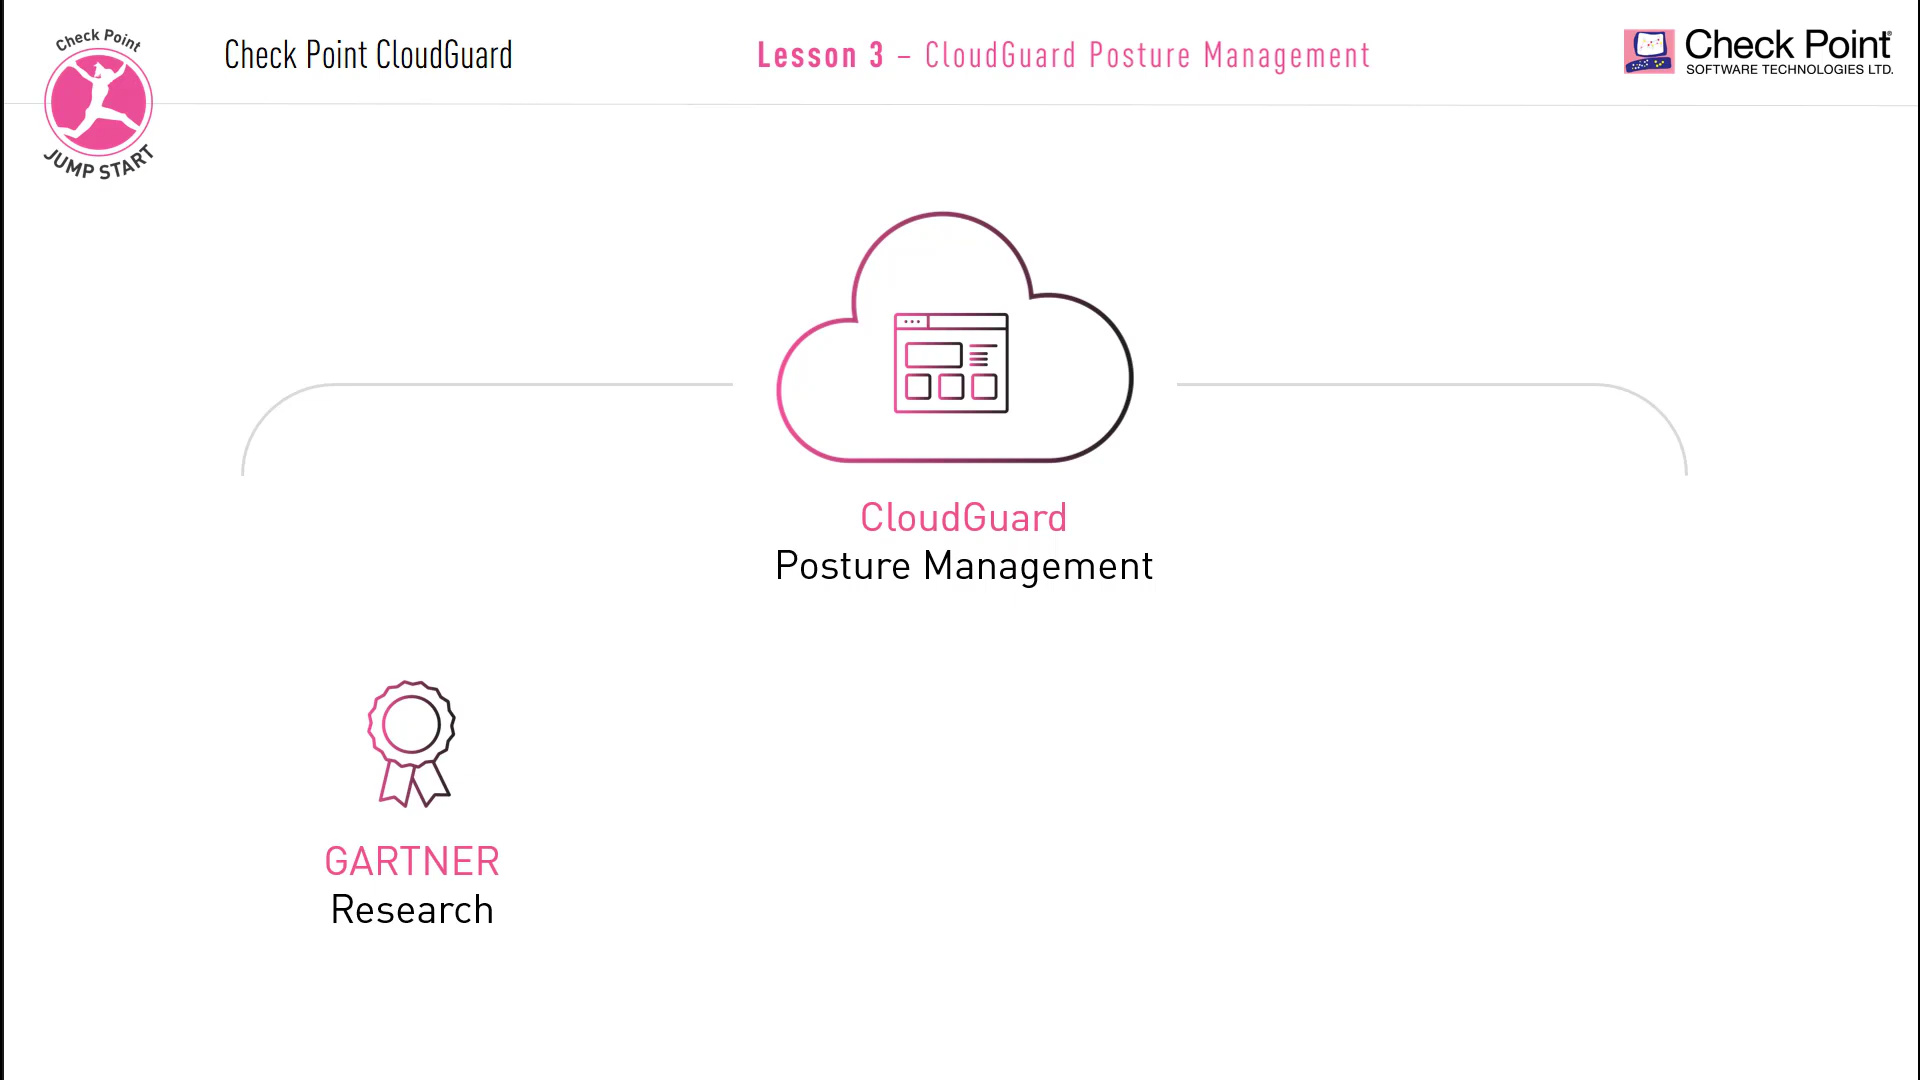 Check Point
JUMP START
Check Point CloudGuard
Lesson 3 – CloudGuard Posture Management
Check Point®
SOFTWARE TECHNOLOGIES LTD.
CloudGuard
Posture Management
GARTNER
Research